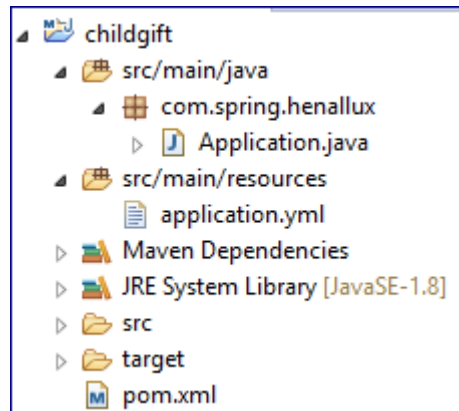 childgift
src/main/java
com.spring.henallux
Application.java
src/main/resources
application.yml
Maven Dependencies
JRE System Library [JavaSE-1.8]
src
target
pom.xml